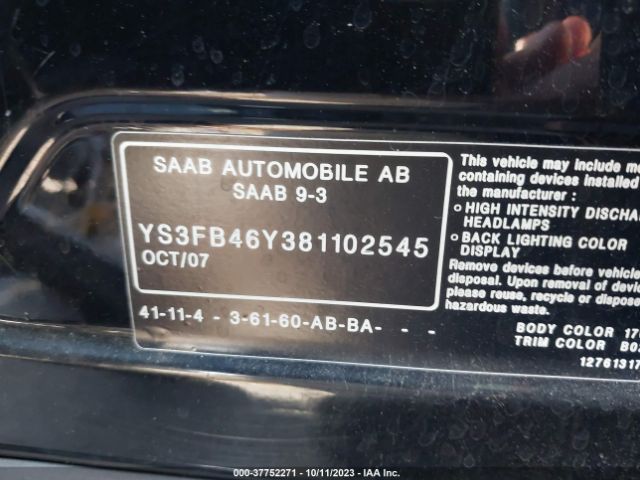 SAAB AUTOMOBILE AB
SAAB 9-3
YS3FB46Y381102545
OCT/07
41-11-4 - 3-61-60-AB-BA- - -
This vehicle may include
containing devices installed
the manufacturer :
○ HIGH INTENSITY
HEADLAMPS
○ BACK LIGHTING COLOR
DISPLAY
Remove devices before vehicle
disposal. Upon removal of
please reuse, recycle or
hazardous waste.
BODY COLOR
TRIM COLOR
12761317
000-37752271 - 10/11/2023 - IAA Inc.